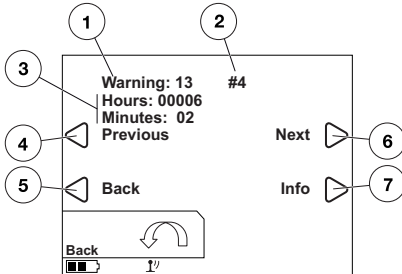 1
2
3
Warning: 13 #4
Hours: 00006
Minutes: 02
4
Previous
Next
6
5
Back
Info
7
Back